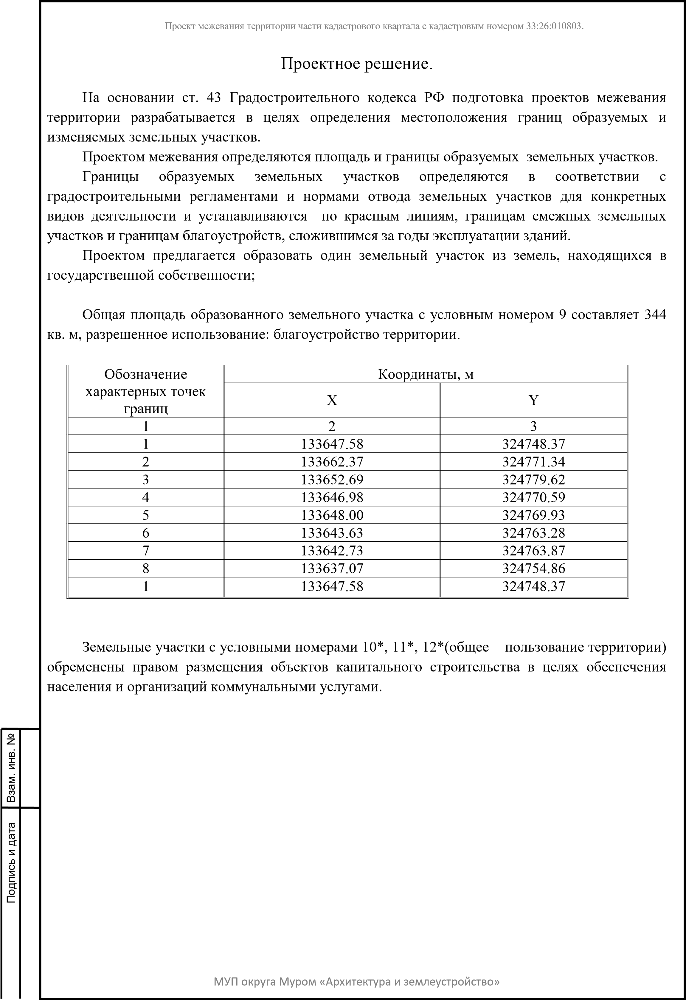 Проект межевания территории части кадастрового квартала с кадастровым номером 33:26:010803.
Проектное решение.
На основании ст. 43 Градостроительного кодекса РФ подготовка проектов межевания
территории разрабатывается в целях определения местоположения границ образуемых и
изменяемых земельных участков.
Проектом межевания определяются площадь и границы образуемых земельных участков.
Границы образуемых земельных участков определяются в соответствии с
градостроительными регламентами и нормами отвода земельных участков для конкретных
видов деятельности и устанавливаются по красным линиям, границам смежных земельных
участков и границам благоустройств, сложившимся за годы эксплуатации зданий.
Проектом предлагается образовать один земельный участок из земель, находящихся в
государственной собственности;
Общая площадь образованного земельного участка с условным номером 9 составляет 344
кв. м, разрешенное использование: благоустройство территории.
Обозначение
характерных точек
границ
Координаты, м
X Y
1 2 3
1 133647.58 324748.37
2 133662.37 324771.34
3 133652.69 324779.62
4 133646.98 324770.59
5 133648.00 324769.93
6 133643.63 324763.28
7 133642.73 324763.87
8 133637.07 324754.86
1 133647.58 324748.37
Земельные участки с условными номерами 10*, 11*, 12*(общее пользование территории)
обременены правом размещения объектов капитального строительства в целях обеспечения
населения и организаций коммунальными услугами.
Взам. инв. №
Подпись и дата
МУП округа Муром «Архитектура и землеустройство»